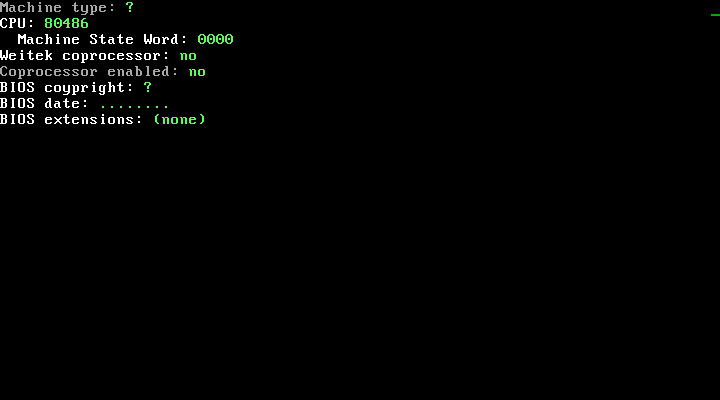 Machine type: ?
CPU: 80486
  Machine State Word: 0000
Weitek coprocessor: no
Coprocessor enabled: no
BIOS coypright: ?
BIOS date: ........
BIOS extensions: (none)